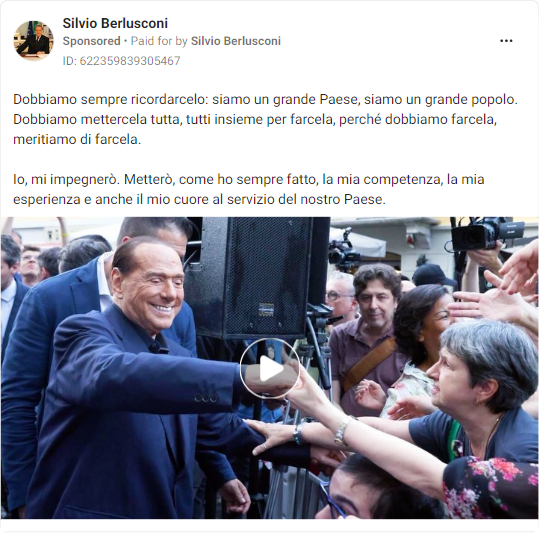 Silvio Berlusconi
Sponsored • Paid for by Silvio Berlusconi
ID: 622359839305467
Dobbiamo sempre ricordarcelo: siamo un grande Paese, siamo un grande popolo.
Dobbiamo mettercela tutta, tutti insieme per farcela, perché dobbiamo farcela,
meritiamo di farcela.
Io, mi impegnerò. Metterò, come ho sempre fatto, la mia competenza, la mia
esperienza e anche il mio cuore al servizio del nostro Paese.